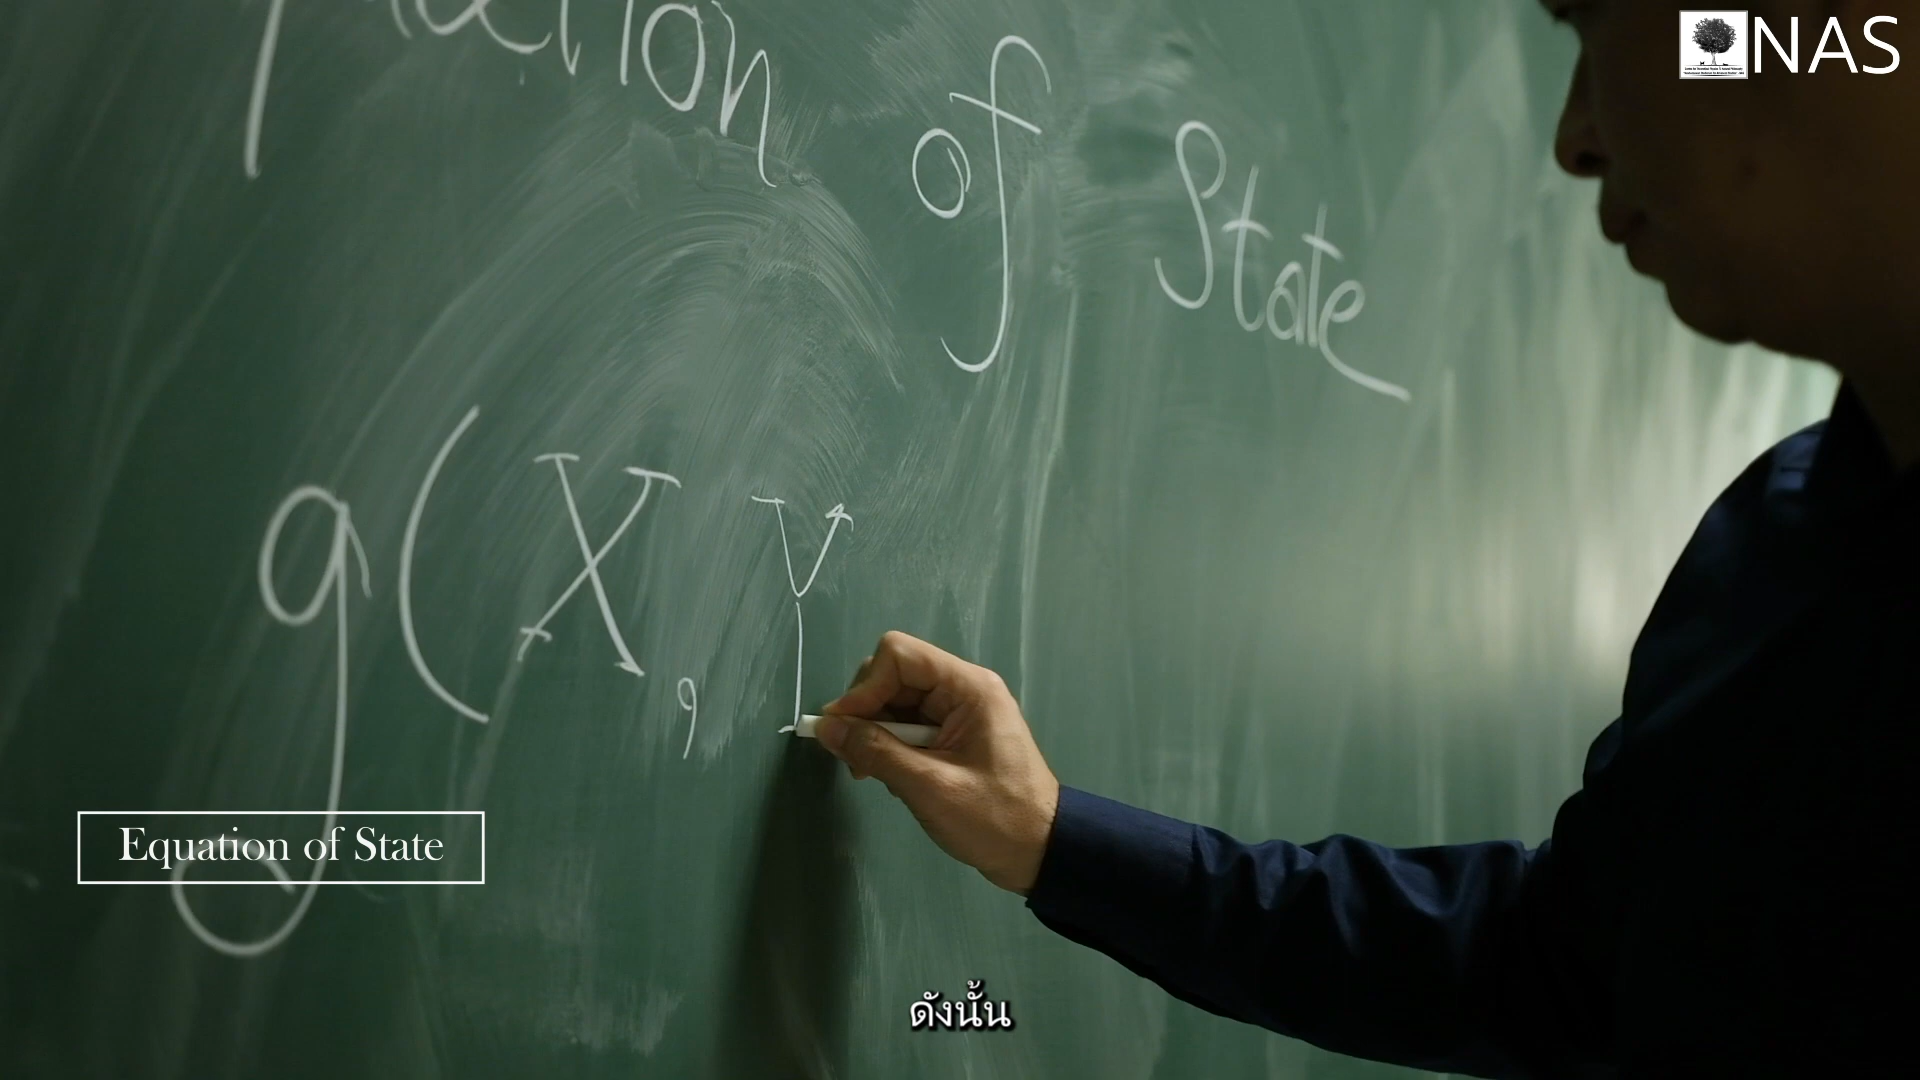 NAS
of State
g(X, Y
Equation of State
ดังนั้น